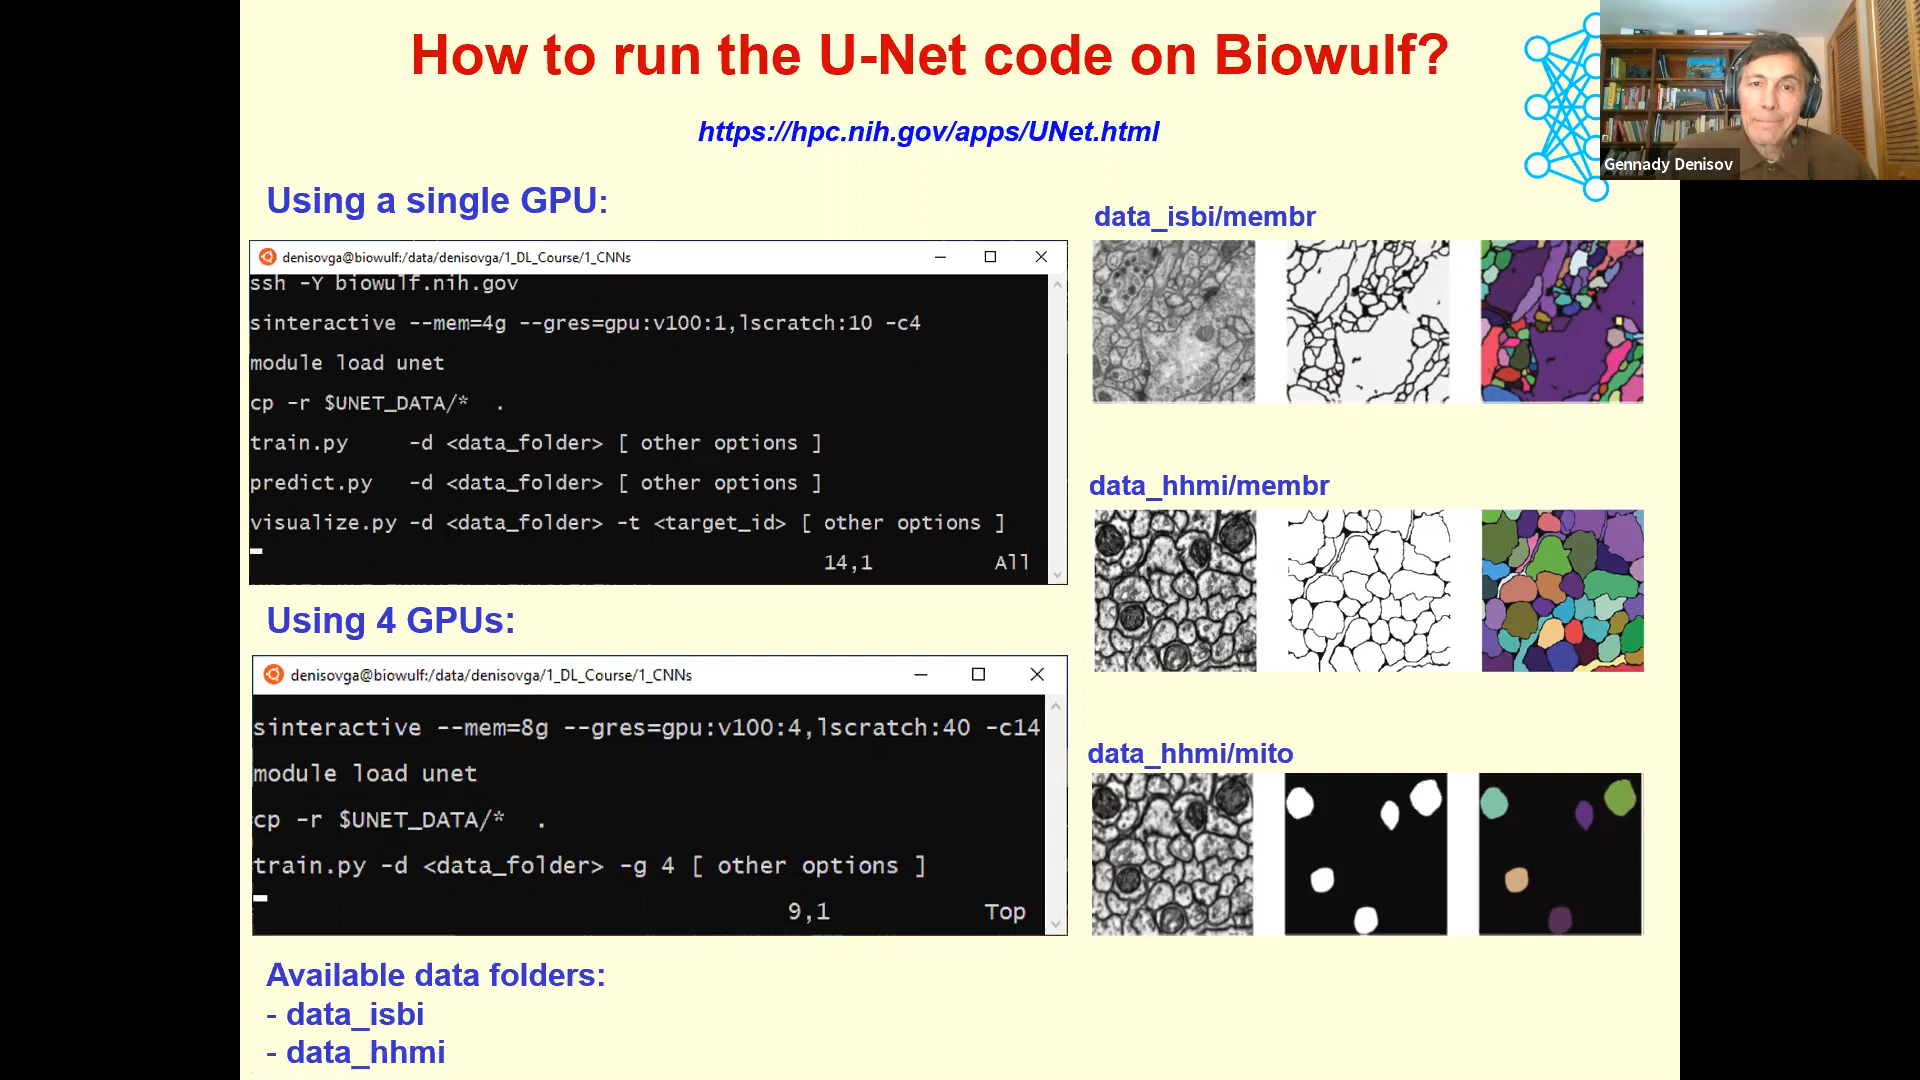 How to run the U-Net code on Biowulf?
https://hpc.nih.gov/apps/UNet.html
Gennady Denisov
Using a single GPU:
denisovga@biowulf:/data/denisovga/1_DL_Course/1_CNNs
ssh -Y biowulf.nih.gov
sinteractive --mem=4g --gres=gpu:v100:1,lscratch:10 -c4
module load unet
cp -r $UNET_DATA/* .
train.py -d <data_folder> [ other options ]
predict.py -d <data_folder> [ other options ]
visualize.py -d <data_folder> -t <target_id> [ other options ]
14,1 All
Using 4 GPUs:
denisovga@biowulf:/data/denisovga/1_DL_Course/1_CNNs
sinteractive --mem=8g --gres=gpu:v100:4,lscratch:40 -c14
module load unet
cp -r $UNET_DATA/* .
train.py -d <data_folder> -g 4 [ other options ]
9,1 Top
Available data folders:
- data_isbi
- data_hhmi
data_isbi/membr
data_hhmi/membr
data_hhmi/mito